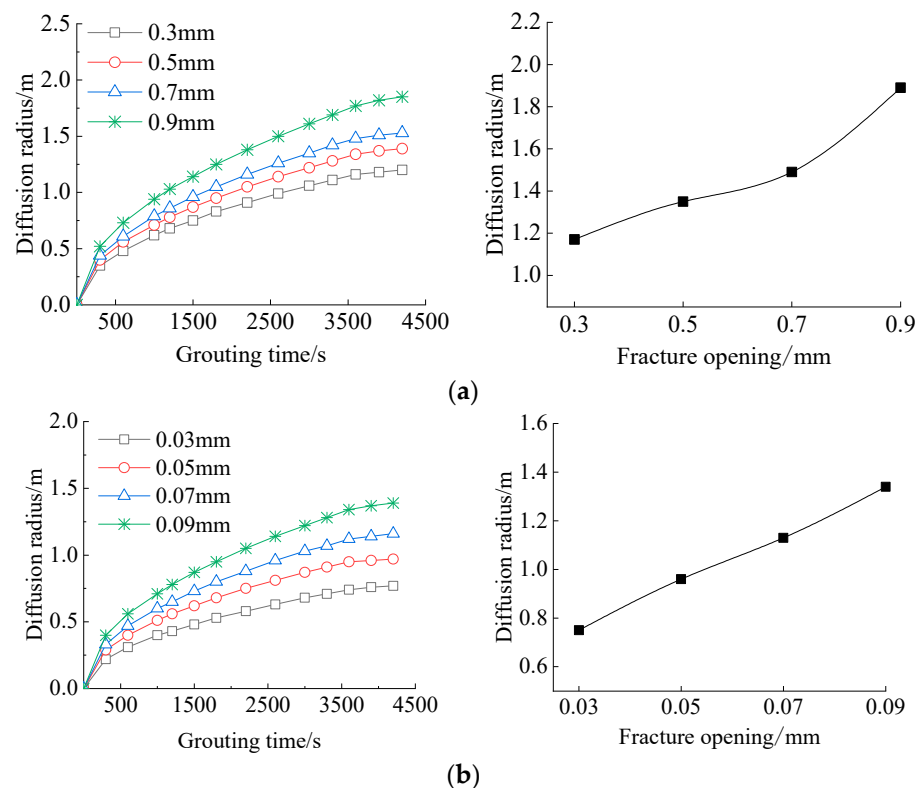 2.5
2.0
1.5
1.0
0.5
0.0
Diffusion radius/m
0.3mm
0.5mm
0.7mm
0.9mm
500 1500 2500 3500 4500
Grouting time/s
2.2
2.0
1.8
1.6
1.4
1.2
1.0
Diffusion radius/m
0.3 0.5 0.7 0.9
Fracture opening/mm
(a)
2.0
1.5
1.0
0.5
0.0
Diffusion radius/m
0.03mm
0.05mm
0.07mm
0.09mm
500 1500 2500 3500 4500
Grouting time/s
1.6
1.4
1.2
1.0
0.8
0.6
Diffusion radius/m
0.03 0.05 0.07 0.09
Fracture opening/mm
(b)